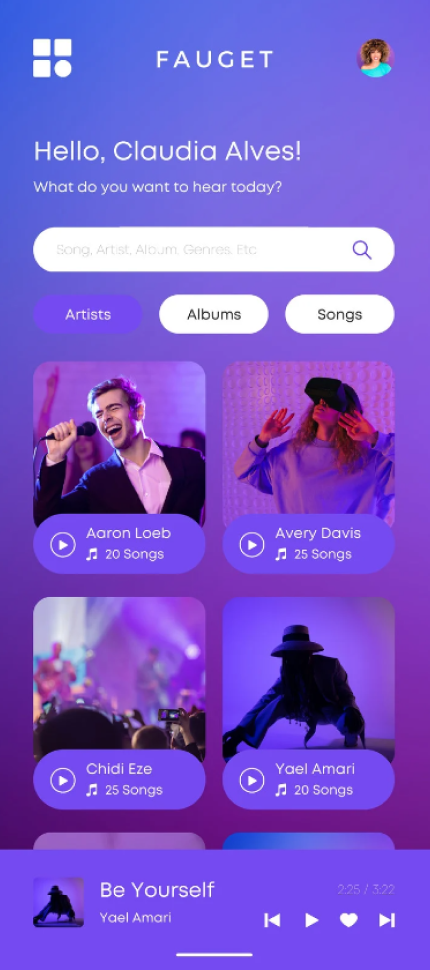 FAUGET
Hello, Claudia Alves!
What do you want to hear today?
Song, Artist, Album. Genres. Etc
Artists
Albums
Songs
Aaron Loeb
20 Songs
Avery Davis
25 Songs
Chidi Eze
25 Songs
Yael Amari
20 Songs
Be Yourself
2:25 / 3:22
Yael Amari